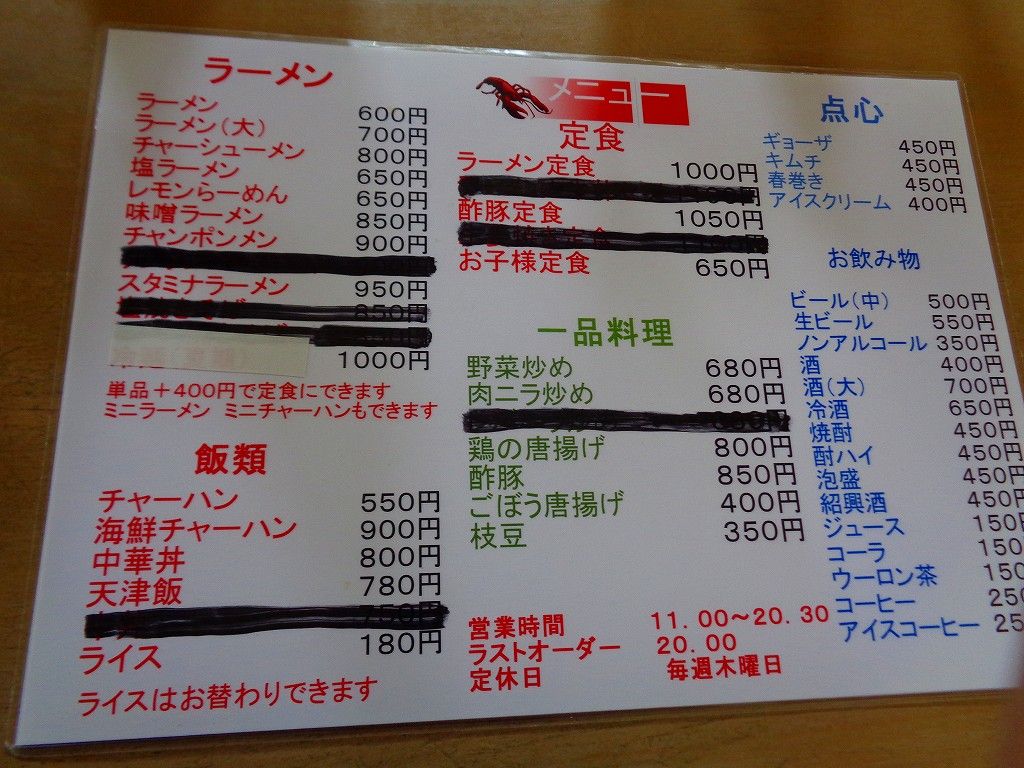 ラーメン
ラーメン 600円
ラーメン(大) 700円
チャーシューメン 800円
塩ラーメン 650円
レモンらーめん 650円
味噌ラーメン 850円
チャンポンメン 900円
スタミナラーメン 950円
850円
1000円
単品+400円で定食にできます
ミニラーメン ミニチャーハンもできます
飯類
チャーハン 550円
海鮮チャーハン 900円
中華丼 800円
天津飯 780円
750円
ライス 180円
ライスはお替わりできます
メニュー
定食
ラーメン定食 1000円
酢豚定食 1050円
お子様定食 650円
一品料理
野菜炒め 680円
肉ニラ炒め 680円
鶏の唐揚げ 800円
酢豚 850円
ごぼう唐揚げ 400円
枝豆 350円
営業時間 11.00~20.30
ラストオーダー 20.00
定休日 毎週木曜日
点心
ギョーザ 450円
キムチ 450円
春巻き 450円
アイスクリーム 400円
お飲み物
ビール(中) 500円
生ビール 550円
ノンアルコール 350円
酒 400円
酒(大) 700円
冷酒 650円
焼酎 450円
酎ハイ 450円
泡盛 450円
紹興酒 450円
ジュース 150円
コーラ 150円
ウーロン茶 150
コーヒー 250
アイスコーヒー 25